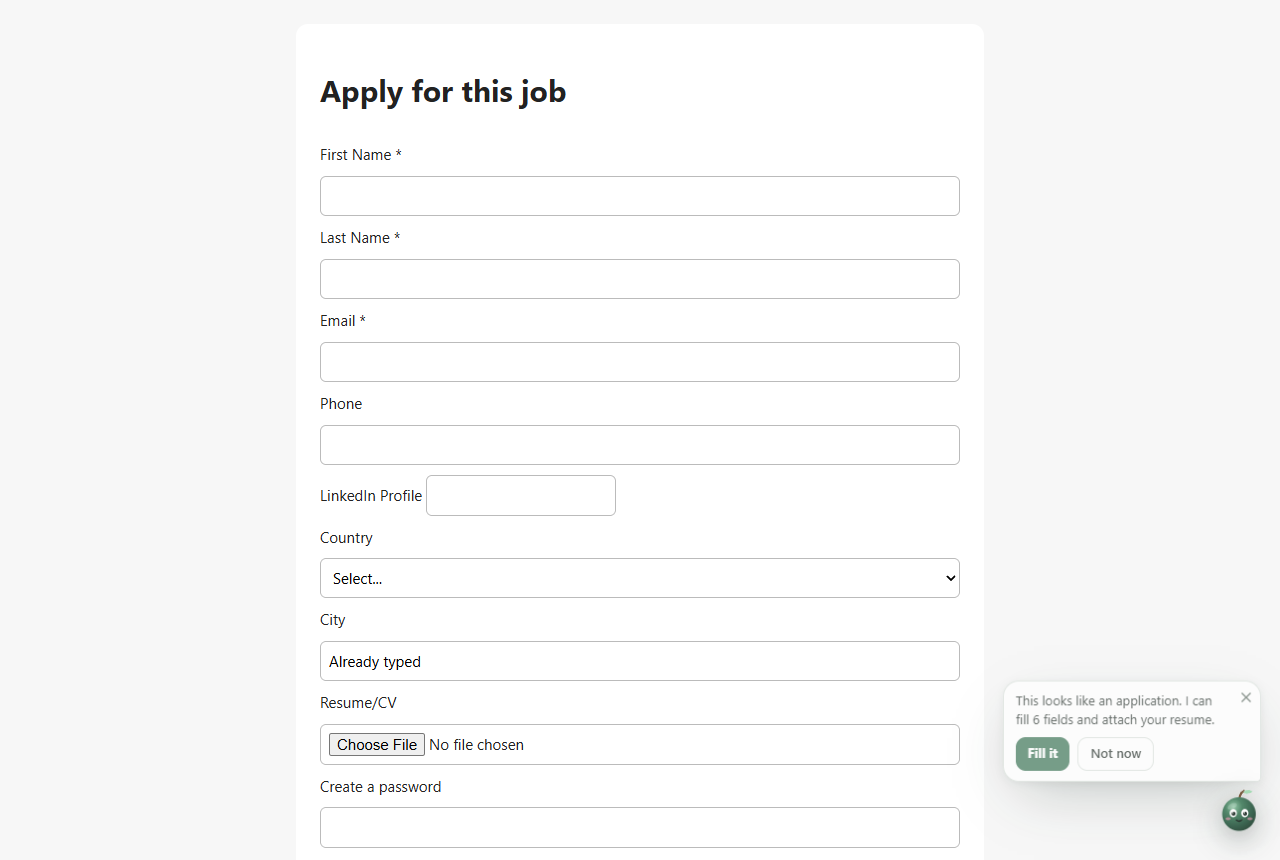 Apply for this job
First Name *
Last Name *
Email *
Phone
LinkedIn Profile
Country
Select...
City
Already typed
Resume/CV
Choose File No file chosen
Create a password
This looks like an application. I can
fill 6 fields and attach your resume.
Fill it
Not now